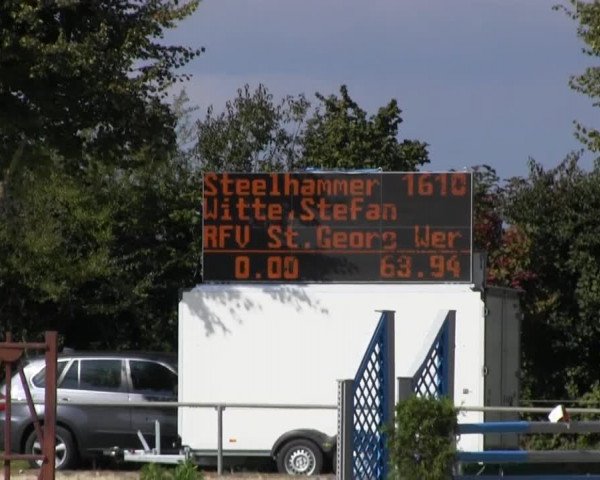 Steelhammer 1610
Witte,Stefan
RFV St.Georg Wer
0.00 63.94